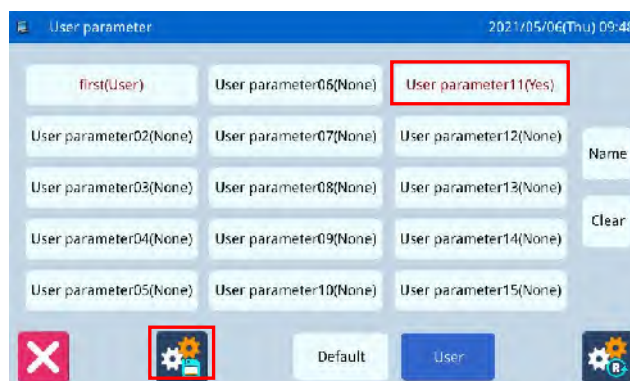 User parameter 2021/05/06(Thu) 09:48
first(User) User parameter06(None) User parameter11(Yes)
User parameter02(None) User parameter07(None) User parameter12(None)
Name
User parameter03(None) User parameter08(None) User parameter13(None)
Clear
User parameter04(None) User parameter09(None) User parameter14(None)
User parameter05(None) User parameter10(None) User parameter15(None)
Default User
R